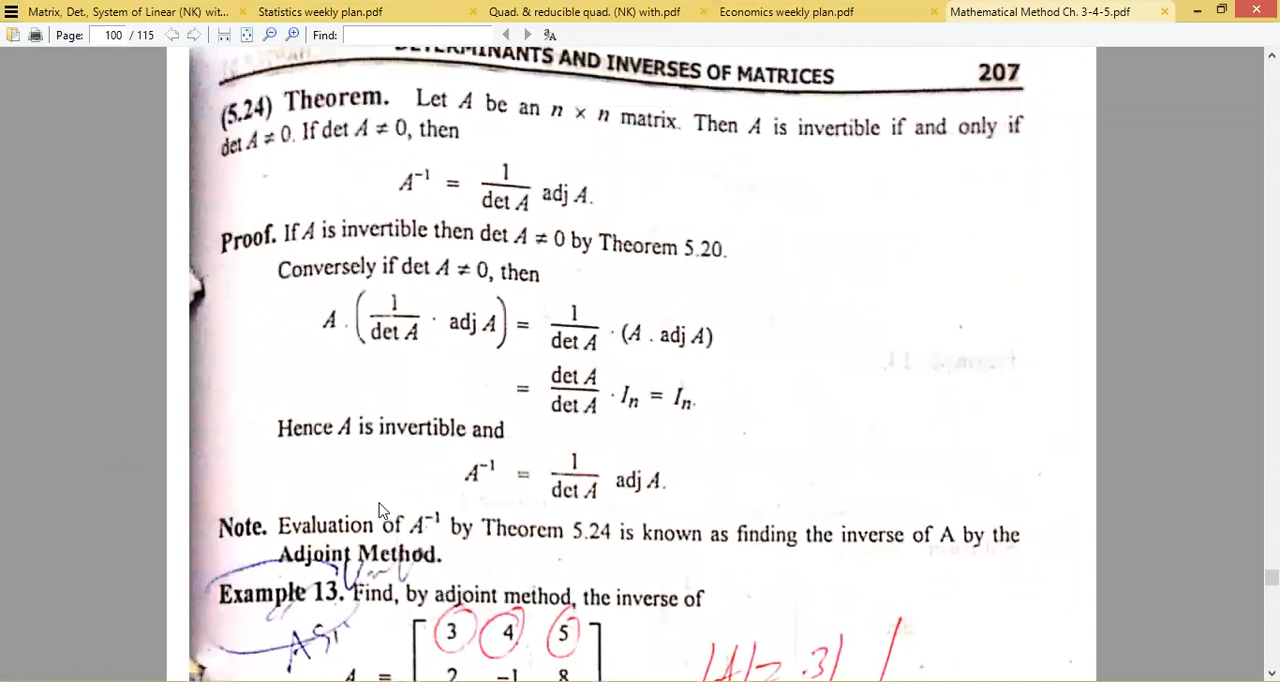 Matrix, Det., System of Linear (NK) wit... × Statistics weekly plan.pdf × Quad. & reducible quad. (NK) with.pdf × Economics weekly plan.pdf × Mathematical Method Ch. 3-4-5.pdf ×
Page: 100 / 115 Find:
DETERMINANTS AND INVERSES OF MATRICES 207
(5.24) Theorem. Let A be an n × n matrix. Then A is invertible if and only if
det A ≠ 0. If det A ≠ 0, then
A⁻¹ = 1/det A adj A.
Proof. If A is invertible then det A ≠ 0 by Theorem 5.20.
Conversely if det A ≠ 0, then
A . (1/det A · adj A) = 1/det A · (A . adj A)
= det A/det A · Iₙ = Iₙ.
Hence A is invertible and
A⁻¹ = 1/det A adj A.
Note. Evaluation of A⁻¹ by Theorem 5.24 is known as finding the inverse of A by the
Adjoint Method.
Example 13. Find, by adjoint method, the inverse of
3 4 5
A = 2 -1 8